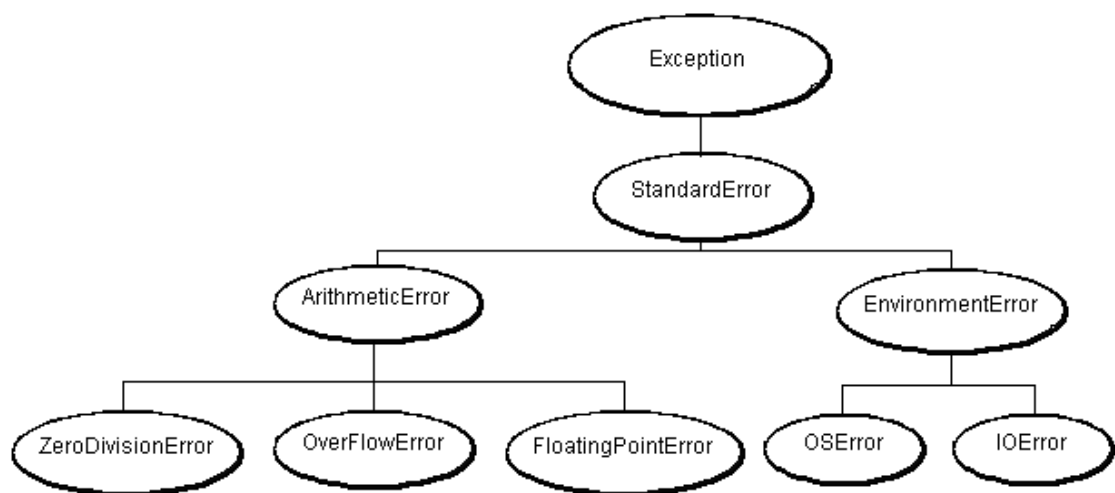 Exception
StandardError
ArithmeticError
EnvironmentError
ZeroDivisionError
OverFlowError
FloatingPointError
OSError
IOError